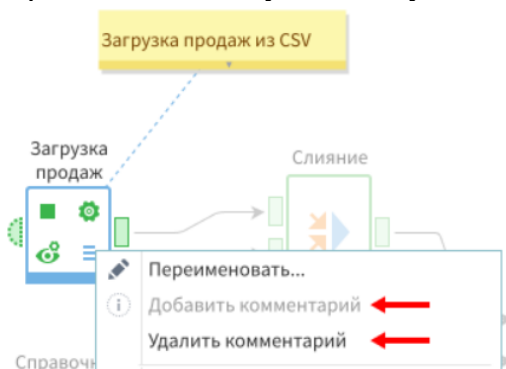 Загрузка продаж из CSV
Загрузка
продаж
Слияние
Переименовать...
Добавить комментарий
Удалить комментарий